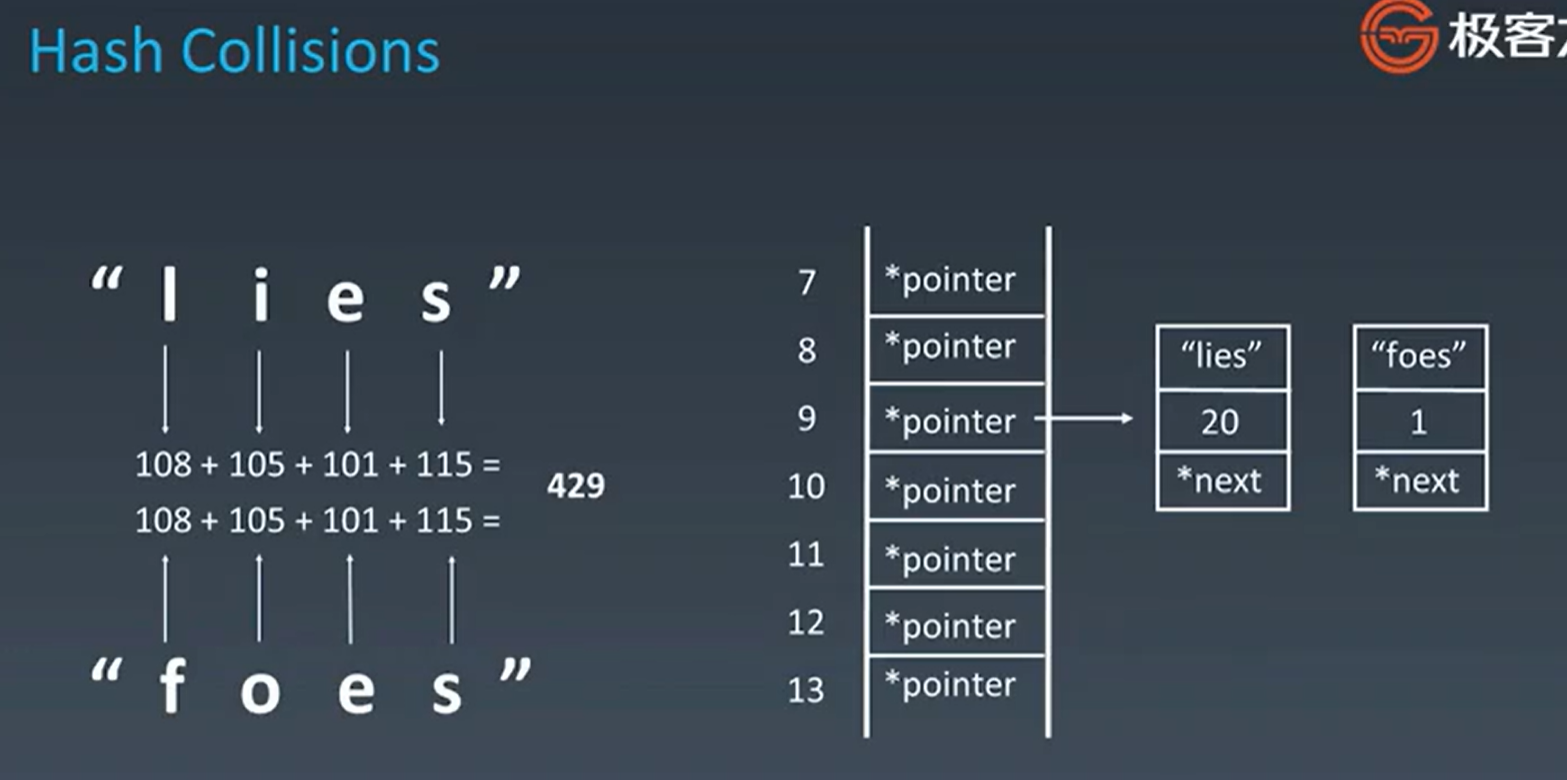 Hash Collisions
极客
“ l i e s ”
108 + 105 + 101 + 115 =
429
108 + 105 + 101 + 115 =
“ f o e s ”
7 *pointer
8 *pointer
9 *pointer
10 *pointer
11 *pointer
12 *pointer
13 *pointer
“lies”
20
*next
“foes”
1
*next